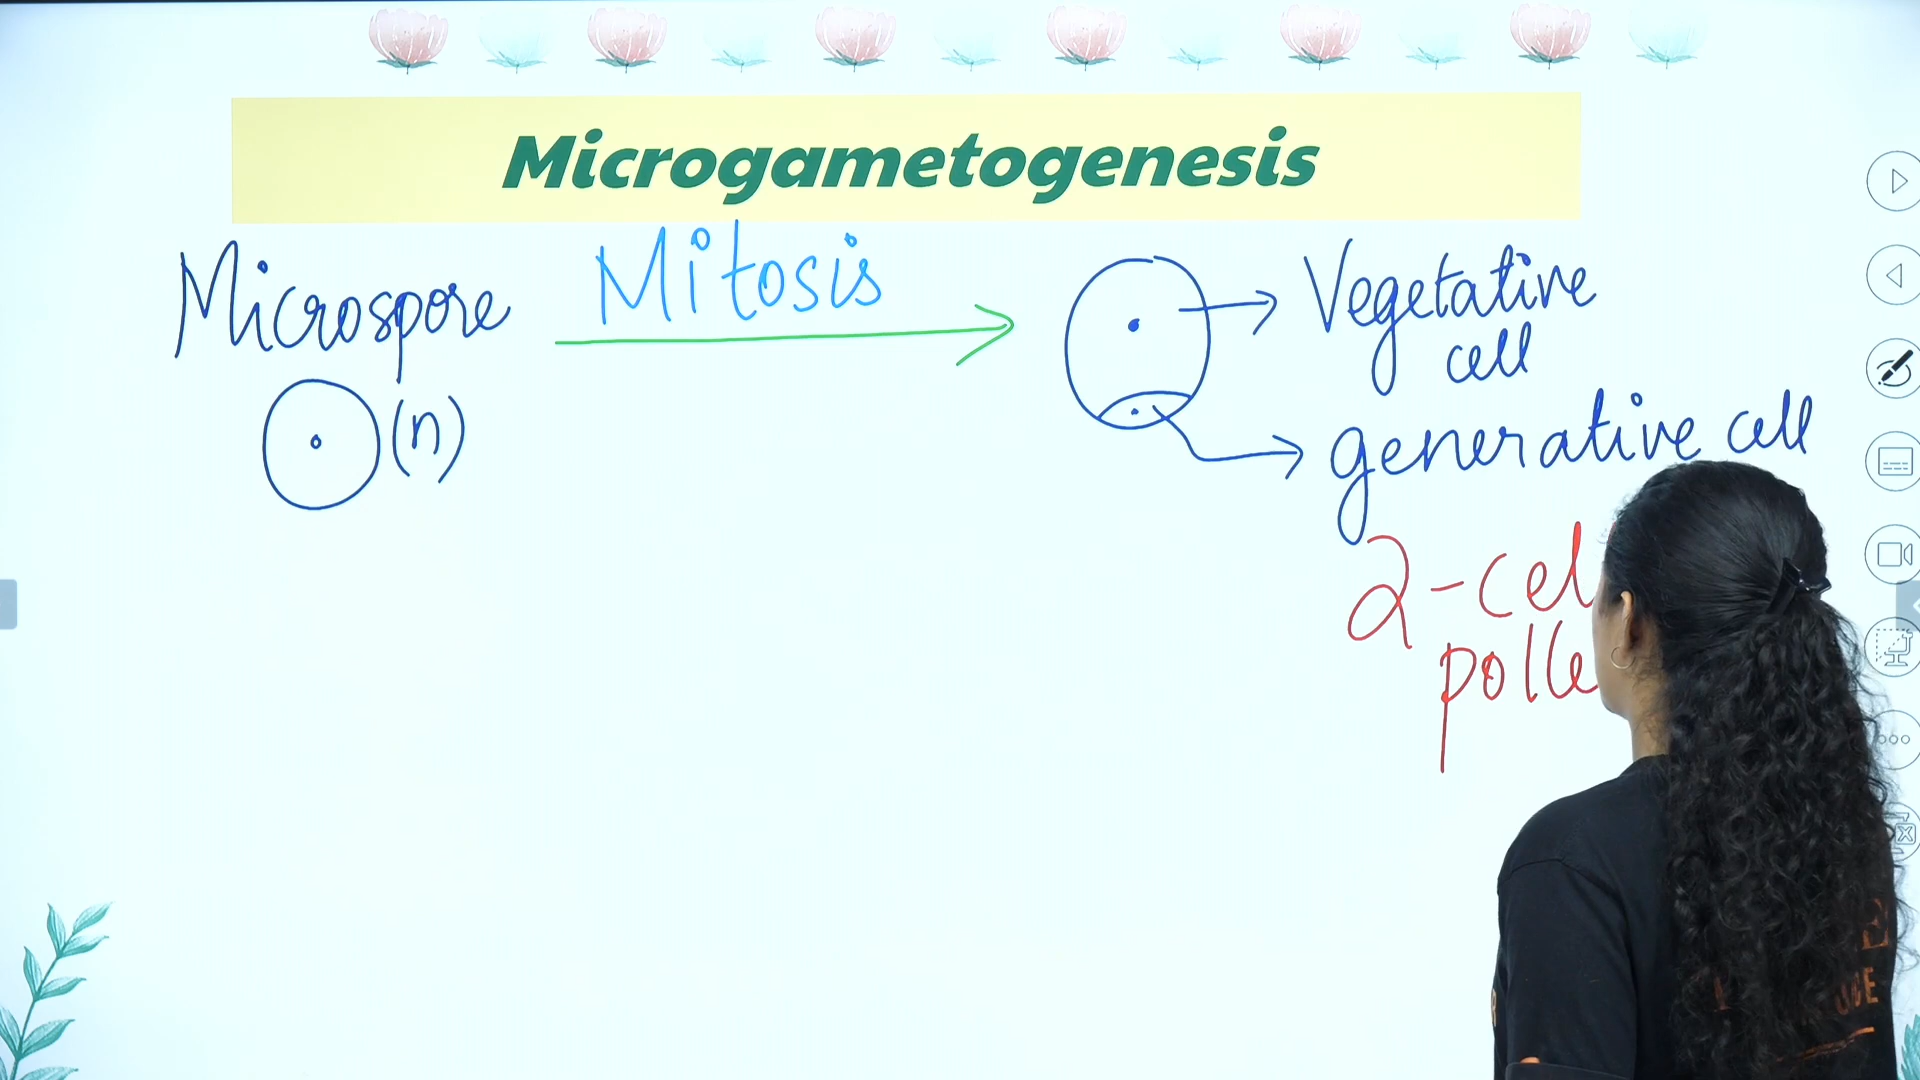 Microgametogenesis
Microspore
Mitosis
(n)
Vegetative
cell
generative cell
2-cel
polle